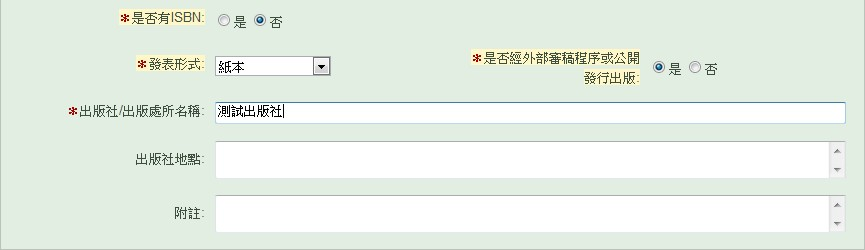 *是否有ISBN: 是 否
*發表形式: 紙本
*是否經外部審稿程序或公開
發行出版: 是 否
*出版社/出版處所名稱: 測試出版社
出版社地點:
附註: